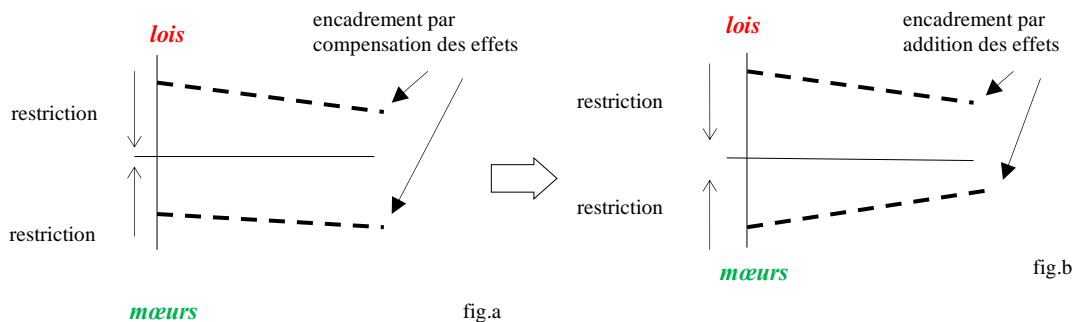 lois
encadrement par
compensation des effets
restriction
restriction
mœurs
fig.a
lois
encadrement par
addition des effets
restriction
restriction
mœurs
fig.b